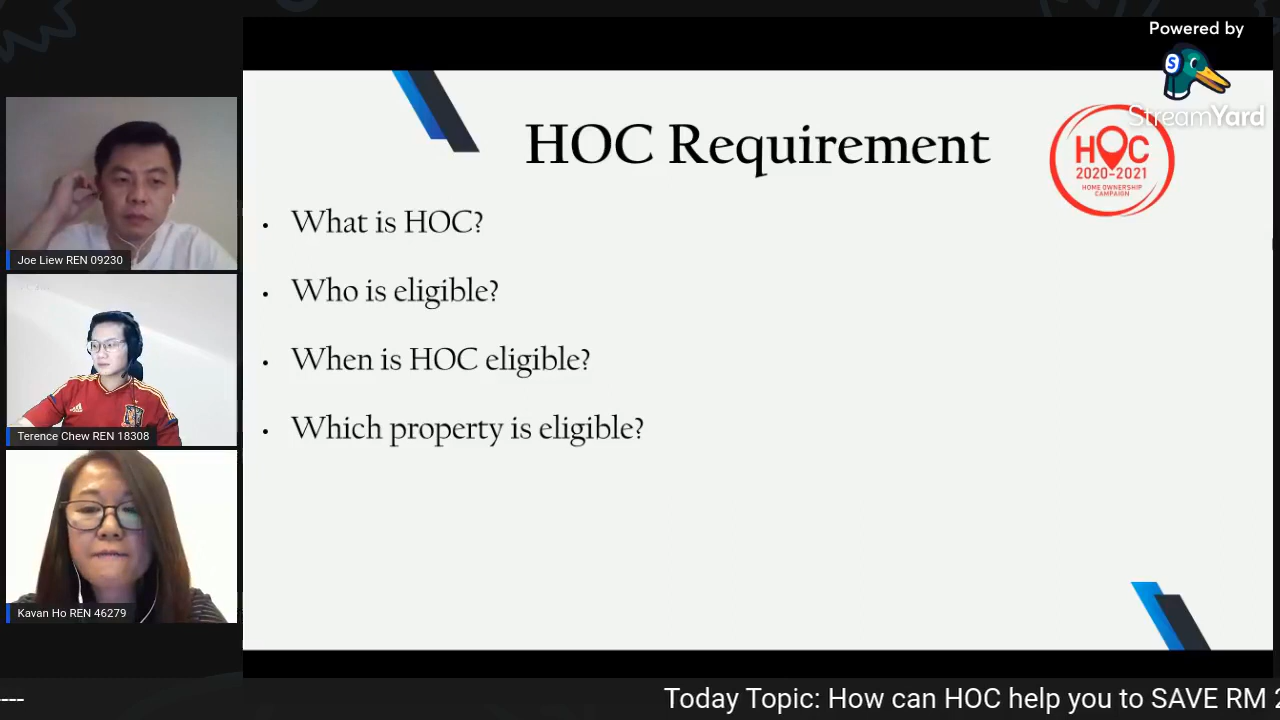 Powered by
StreamYard
HOC Requirement
HOC
2020-2021
HOME OWNERSHIP
CAMPAIGN
• What is HOC?
• Who is eligible?
• When is HOC eligible?
• Which property is eligible?
Joe Liew REN 09230
Terence Chew REN 18308
Kavan Ho REN 46279
---- Today Topic: How can HOC help you to SAVE RM